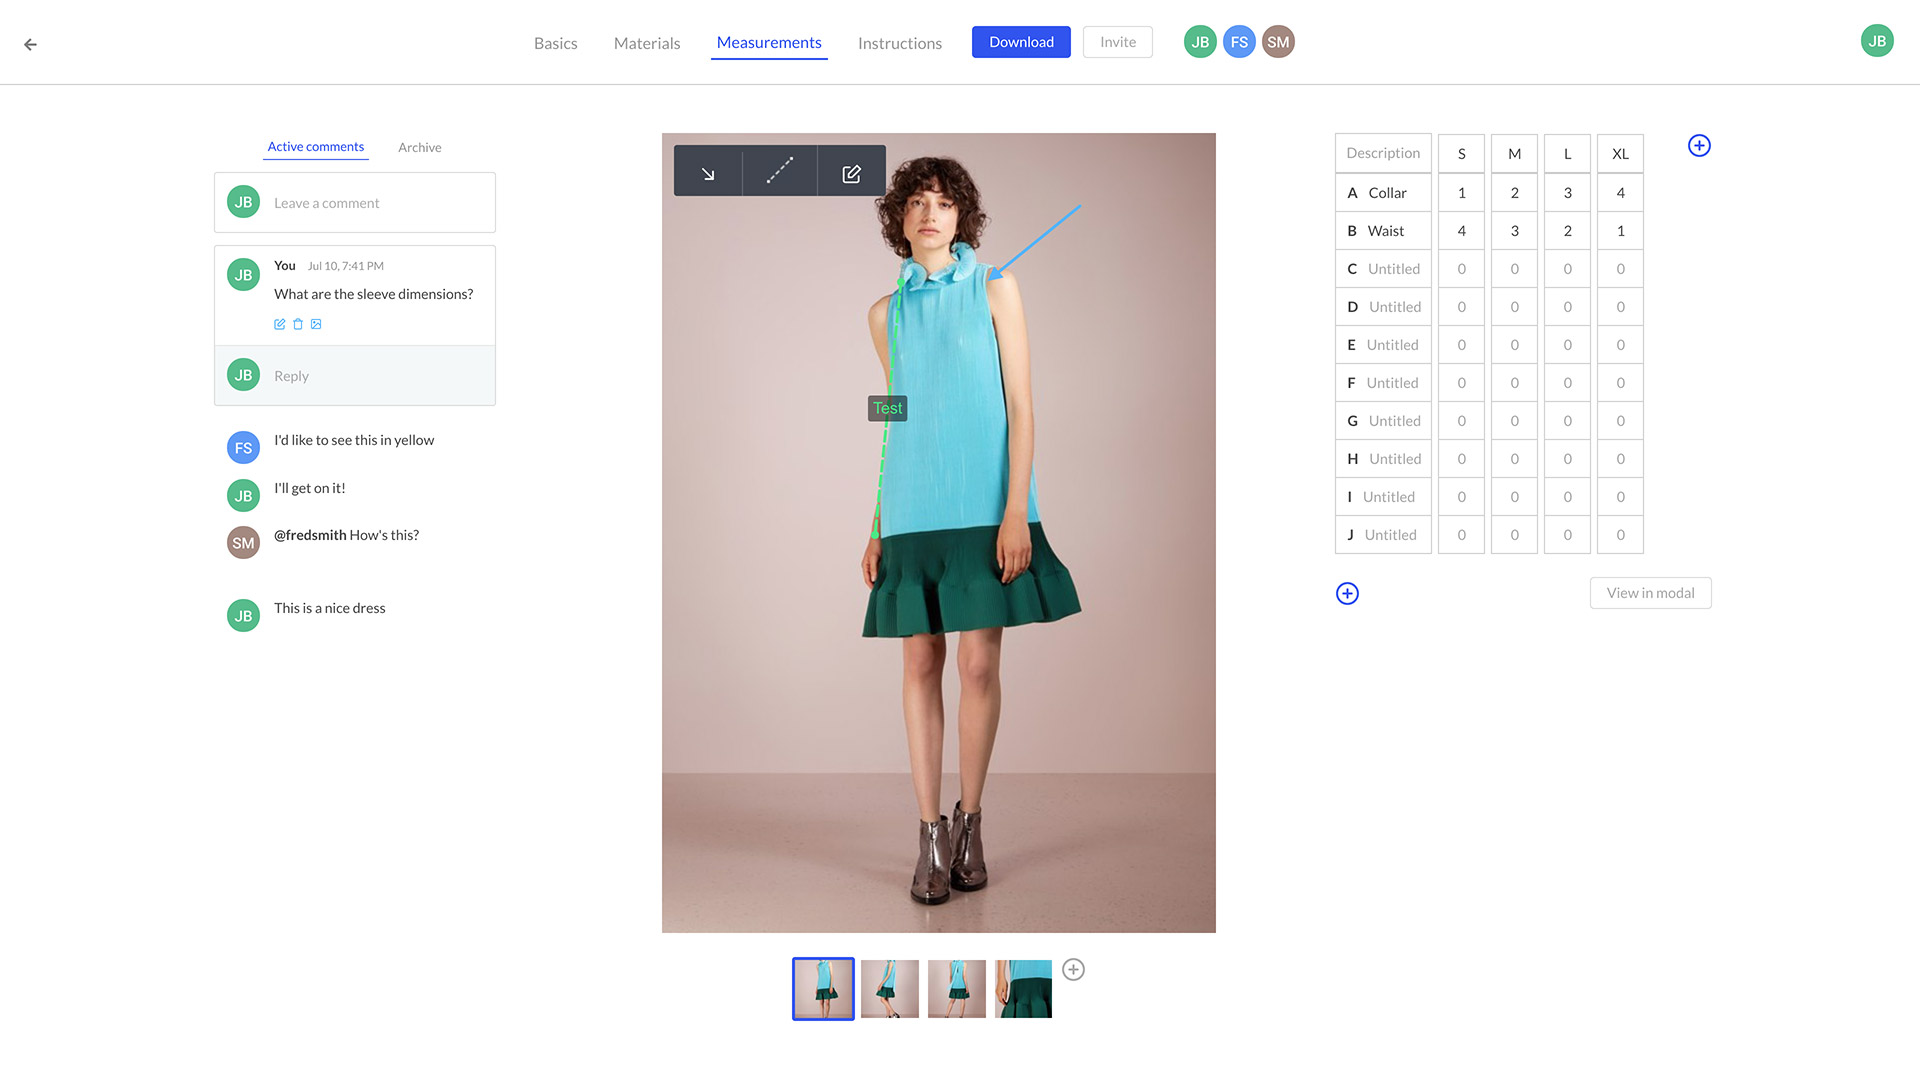 Basics Materials Measurements Instructions Download Invite JB FS SM JB
Active comments Archive
JB Leave a comment
JB You Jul 10, 7:41 PM
What are the sleeve dimensions?
JB Reply
FS I'd like to see this in yellow
JB I'll get on it!
SM @fredsmith How's this?
JB This is a nice dress
Test
Description S M L XL
A Collar 1 2 3 4
B Waist 4 3 2 1
C Untitled 0 0 0 0
D Untitled 0 0 0 0
E Untitled 0 0 0 0
F Untitled 0 0 0 0
G Untitled 0 0 0 0
H Untitled 0 0 0 0
I Untitled 0 0 0 0
J Untitled 0 0 0 0
View in modal